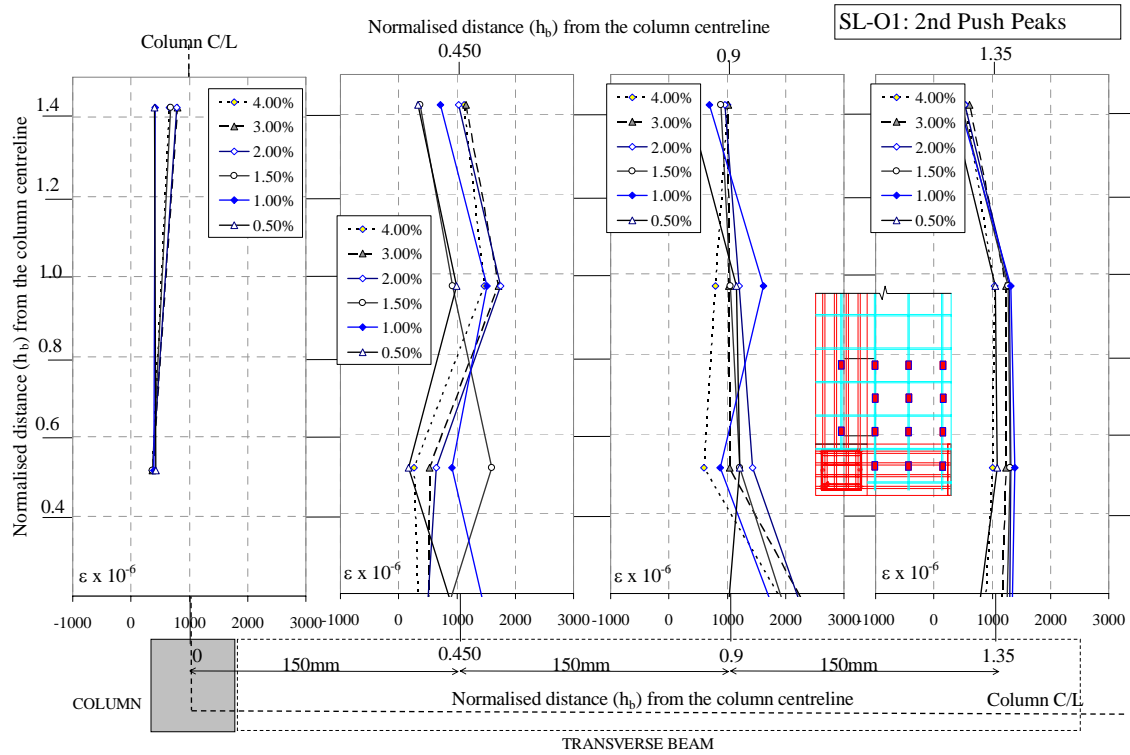 SL-O1: 2nd Push Peaks
Normalised distance (hb) from the column centreline
Column C/L
0.450
0.9
1.35
Normalised distance (hb) from the column centreline
1.4
1.2
1.0
0.8
0.6
0.4
4.00%
3.00%
2.00%
1.50%
1.00%
0.50%
4.00%
3.00%
2.00%
1.50%
1.00%
0.50%
4.00%
3.00%
2.00%
1.50%
1.00%
0.50%
4.00%
3.00%
2.00%
1.50%
1.00%
0.50%
ε x 10-6
ε x 10-6
ε x 10-6
ε x 10-6
-1000 0 1000 2000 3000
-1000 0 1000 2000 3000
-1000 0 1000 2000 3000
-1000 0 1000 2000 3000
0
0.450
0.9
1.35
150mm
150mm
150mm
COLUMN
Normalised distance (hb) from the column centreline
Column C/L
TRANSVERSE BEAM